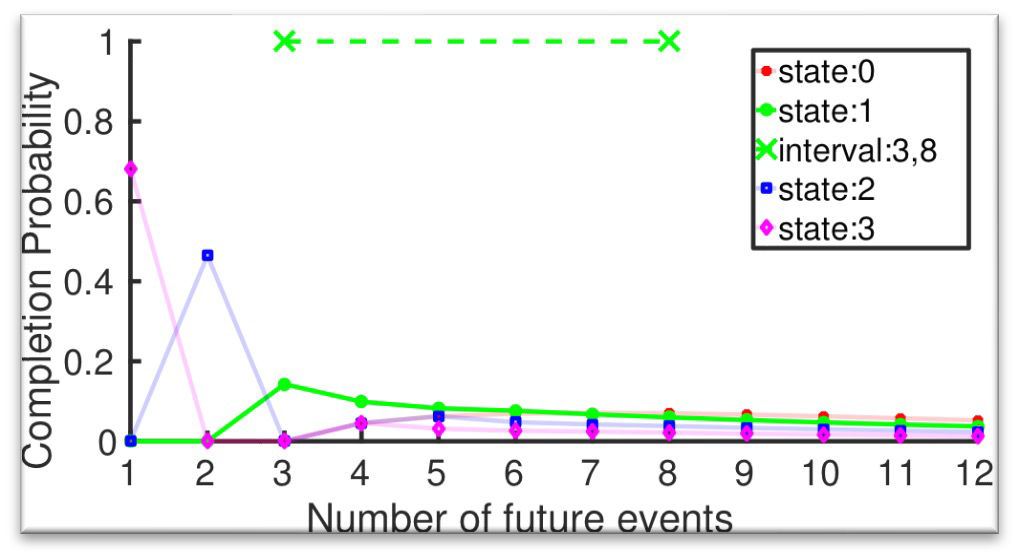 Completion Probability
1
0.8
0.6
0.4
0.2
0
1 2 3 4 5 6 7 8 9 10 11 12
Number of future events
state:0
state:1
interval:3,8
state:2
state:3